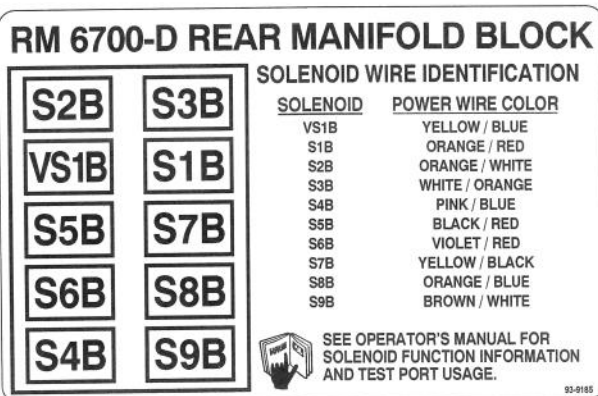 RM 6700-D REAR MANIFOLD BLOCK
S2B S3B
VS1B S1B
S5B S7B
S6B S8B
S4B S9B
SOLENOID WIRE IDENTIFICATION
SOLENOID POWER WIRE COLOR
VS1B YELLOW / BLUE
S1B ORANGE / RED
S2B ORANGE / WHITE
S3B WHITE / ORANGE
S4B PINK / BLUE
S5B BLACK / RED
S6B VIOLET / RED
S7B YELLOW / BLACK
S8B ORANGE / BLUE
S9B BROWN / WHITE
SEE OPERATOR'S MANUAL FOR
SOLENOID FUNCTION INFORMATION
AND TEST PORT USAGE.
93-9185